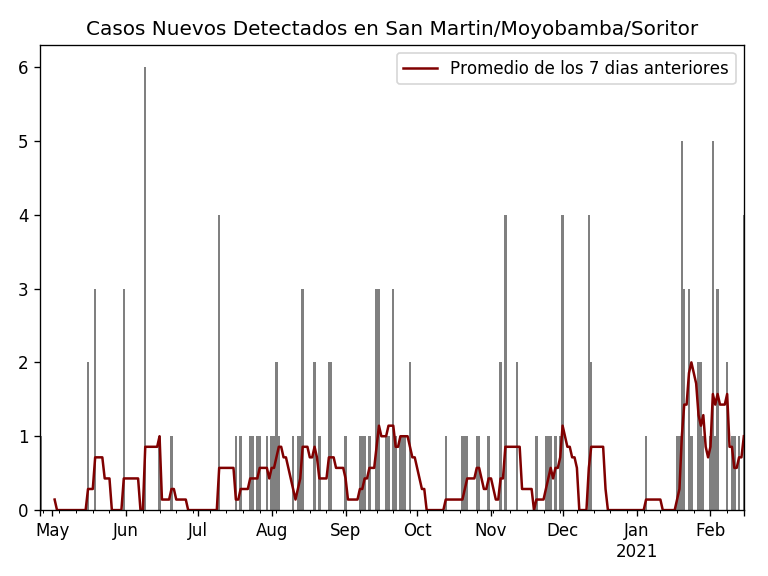 Casos Nuevos Detectados en San Martin/Moyobamba/Soritor
Promedio de los 7 dias anteriores
6
5
4
3
2
1
0
May Jun Jul Aug Sep Oct Nov Dec Jan Feb
2021